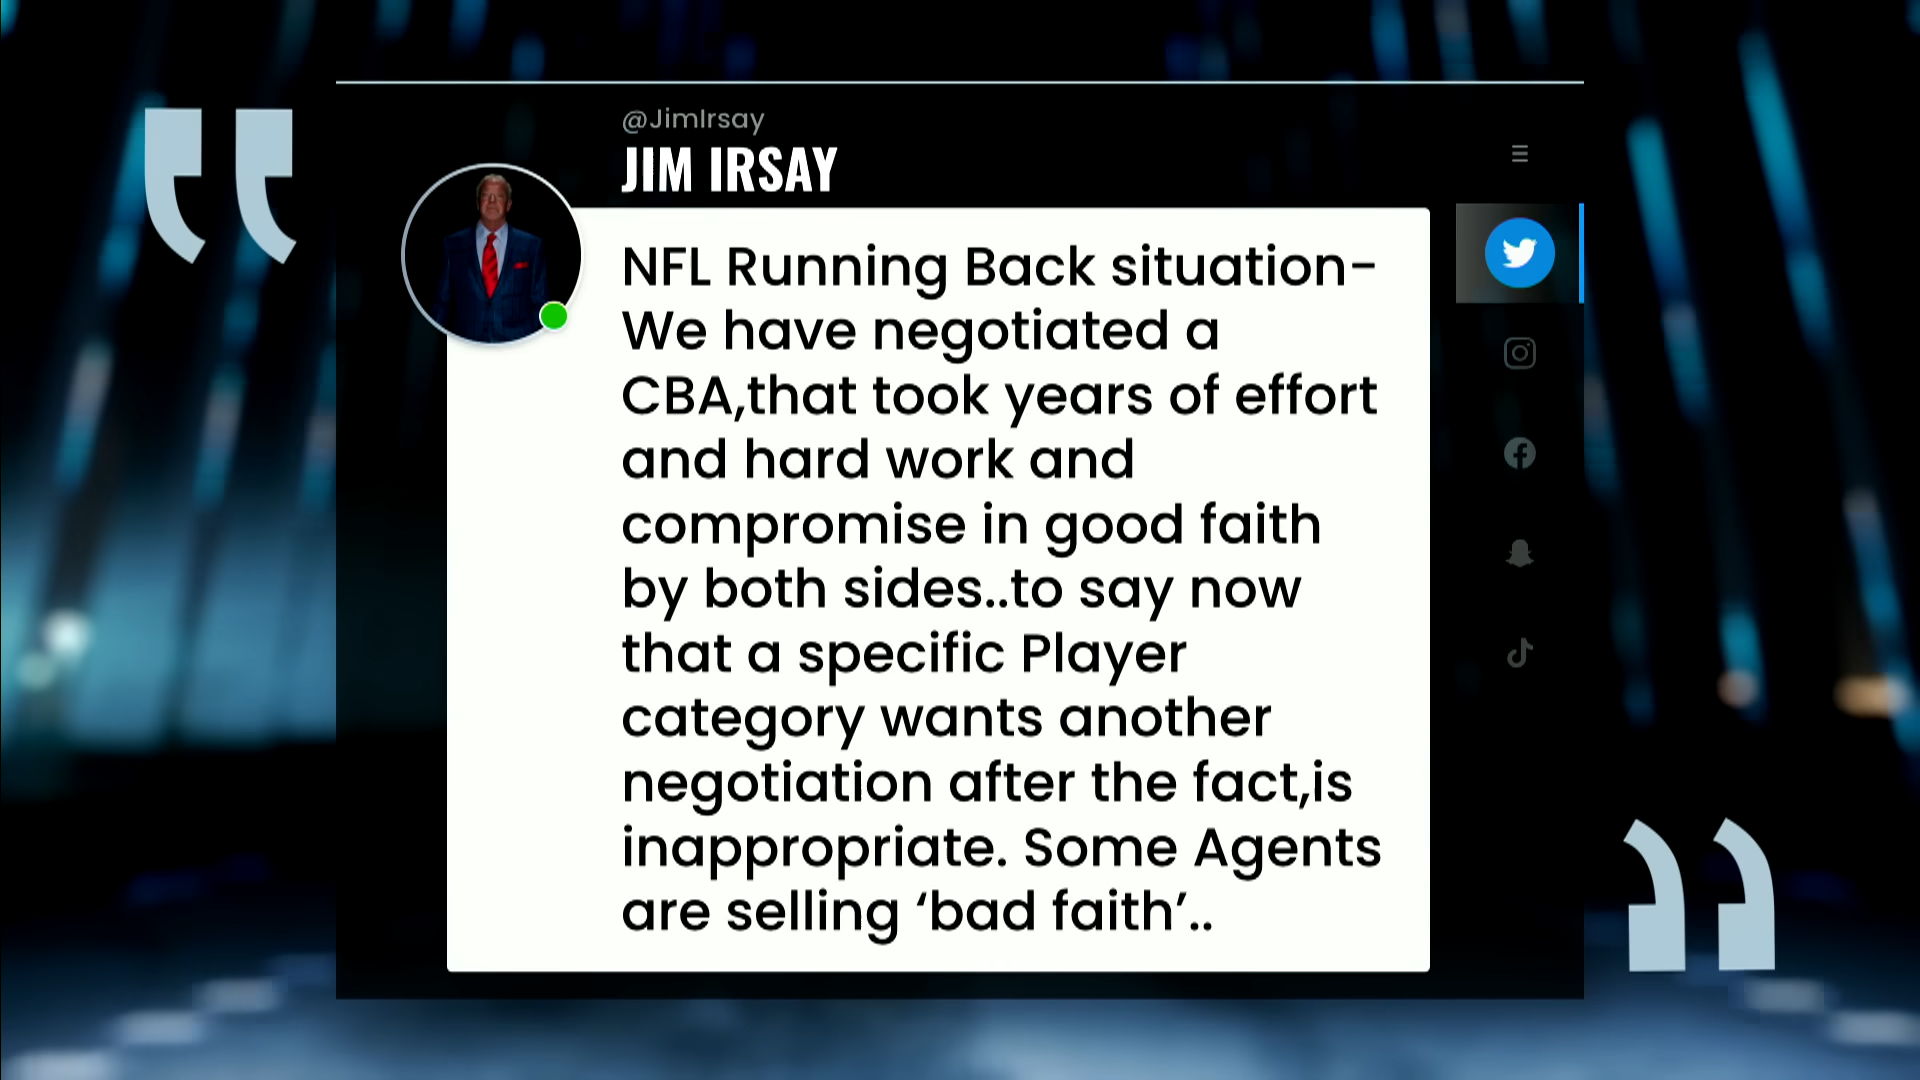 @JimIrsay
JIM IRSAY
NFL Running Back situation-
We have negotiated a
CBA,that took years of effort
and hard work and
compromise in good faith
by both sides..to say now
that a specific Player
category wants another
negotiation after the fact,is
inappropriate. Some Agents
are selling ‘bad faith’..